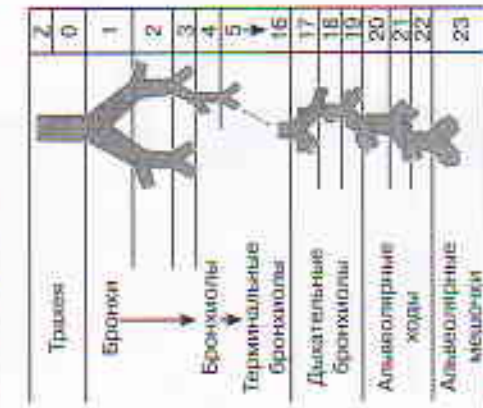 Z
Трахея 0
Бронхи 1
2
3
Бронхиолы 4
5
Терминальные
бронхиолы 16
Дыхательные
бронхиолы
17
18
19
Альвеолярные
ходы
20
21
22
Альвеолярные
мешочки
23